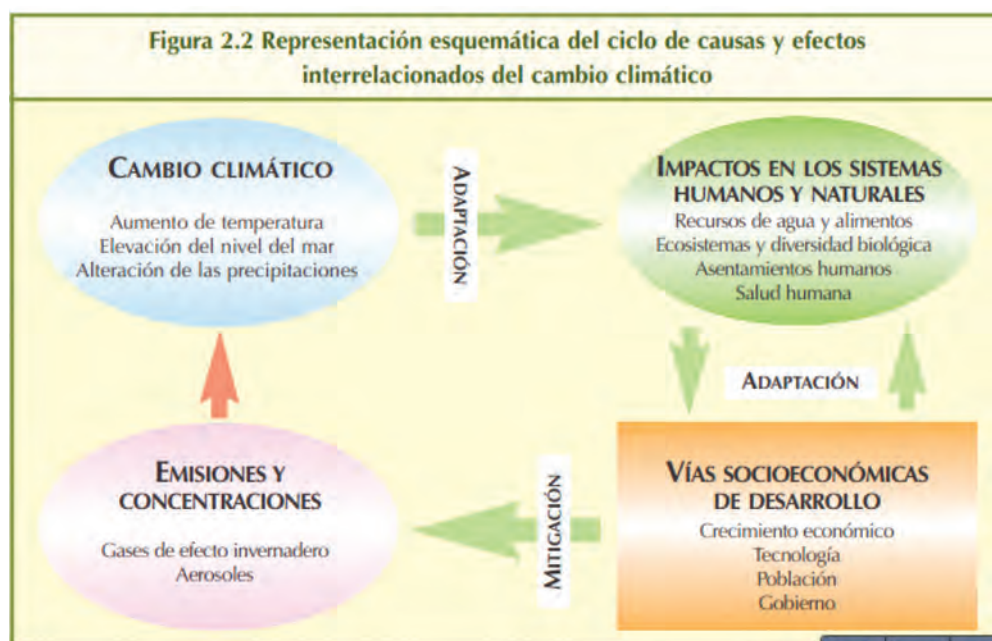 Figura 2.2 Representación esquemática del ciclo de causas y efectos
interrelacionados del cambio climático
CAMBIO CLIMÁTICO
Aumento de temperatura
Elevación del nivel del mar
Alteración de las precipitaciones
ADAPTACIÓN
IMPACTOS EN LOS SISTEMAS
HUMANOS Y NATURALES
Recursos de agua y alimentos
Ecosistemas y diversidad biológica
Asentamientos humanos
Salud humana
ADAPTACIÓN
EMISIONES Y
CONCENTRACIONES
Gases de efecto invernadero
Aerosoles
MITIGACIÓN
VÍAS SOCIOECONÓMICAS
DE DESARROLLO
Crecimiento económico
Tecnología
Población
Gobierno